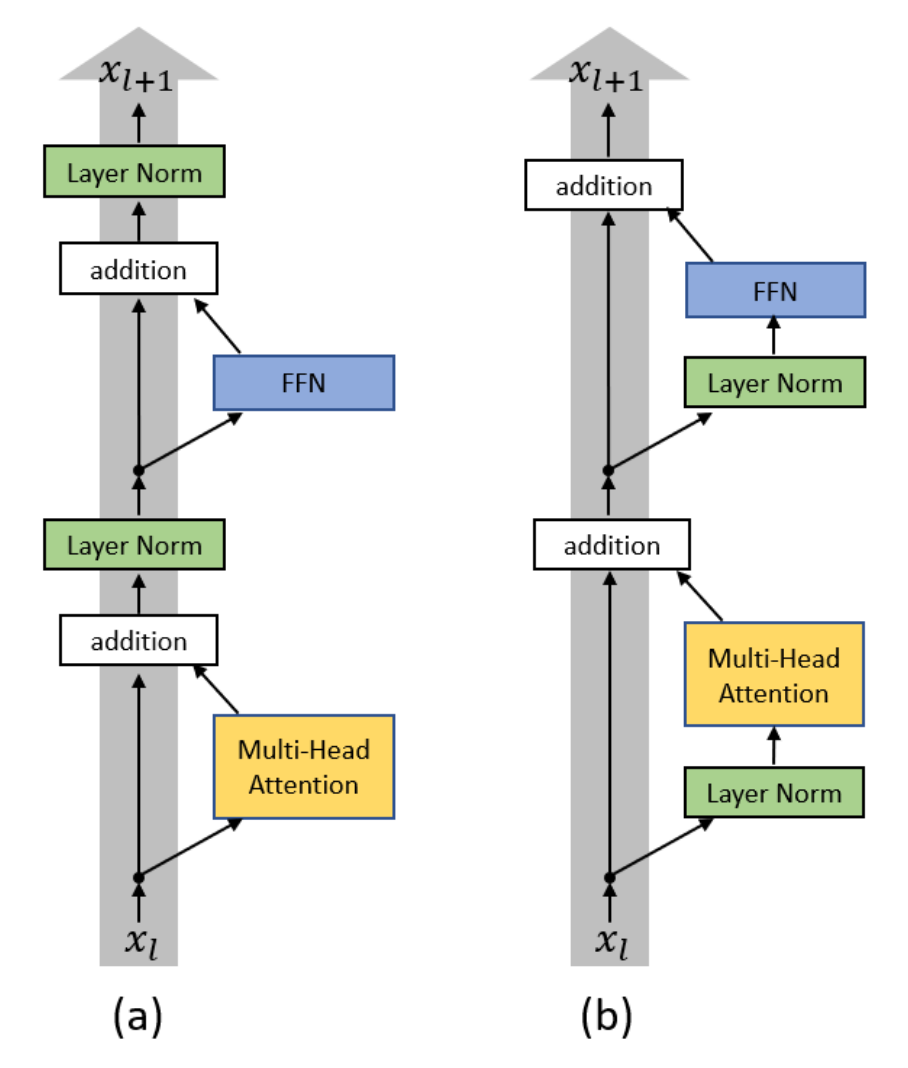 x_{l+1}
Layer Norm
addition
FFN
Layer Norm
addition
Multi-Head
Attention
x_l
(a)
x_{l+1}
addition
FFN
Layer Norm
addition
Multi-Head
Attention
Layer Norm
x_l
(b)